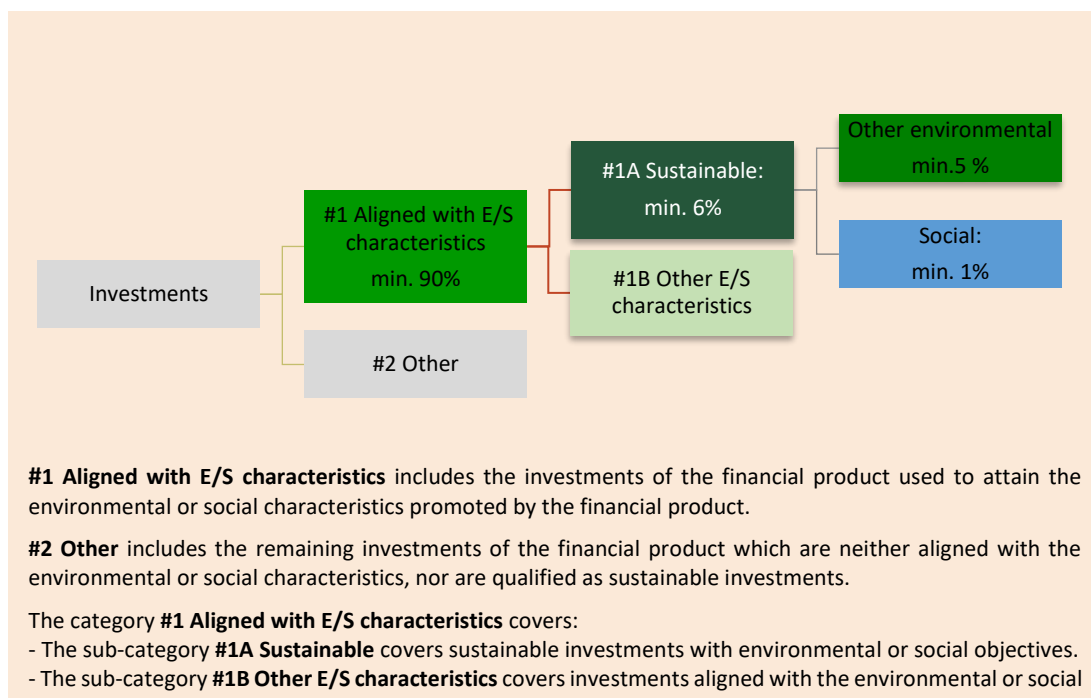 Other environmental
min.5 %
#1A Sustainable:
min. 6%
#1 Aligned with E/S
characteristics
min. 90%
Social:
min. 1%
#1B Other E/S
characteristics
Investments
#2 Other
#1 Aligned with E/S characteristics includes the investments of the financial product used to attain the
environmental or social characteristics promoted by the financial product.
#2 Other includes the remaining investments of the financial product which are neither aligned with the
environmental or social characteristics, nor are qualified as sustainable investments.
The category #1 Aligned with E/S characteristics covers:
- The sub-category #1A Sustainable covers sustainable investments with environmental or social objectives.
- The sub-category #1B Other E/S characteristics covers investments aligned with the environmental or social